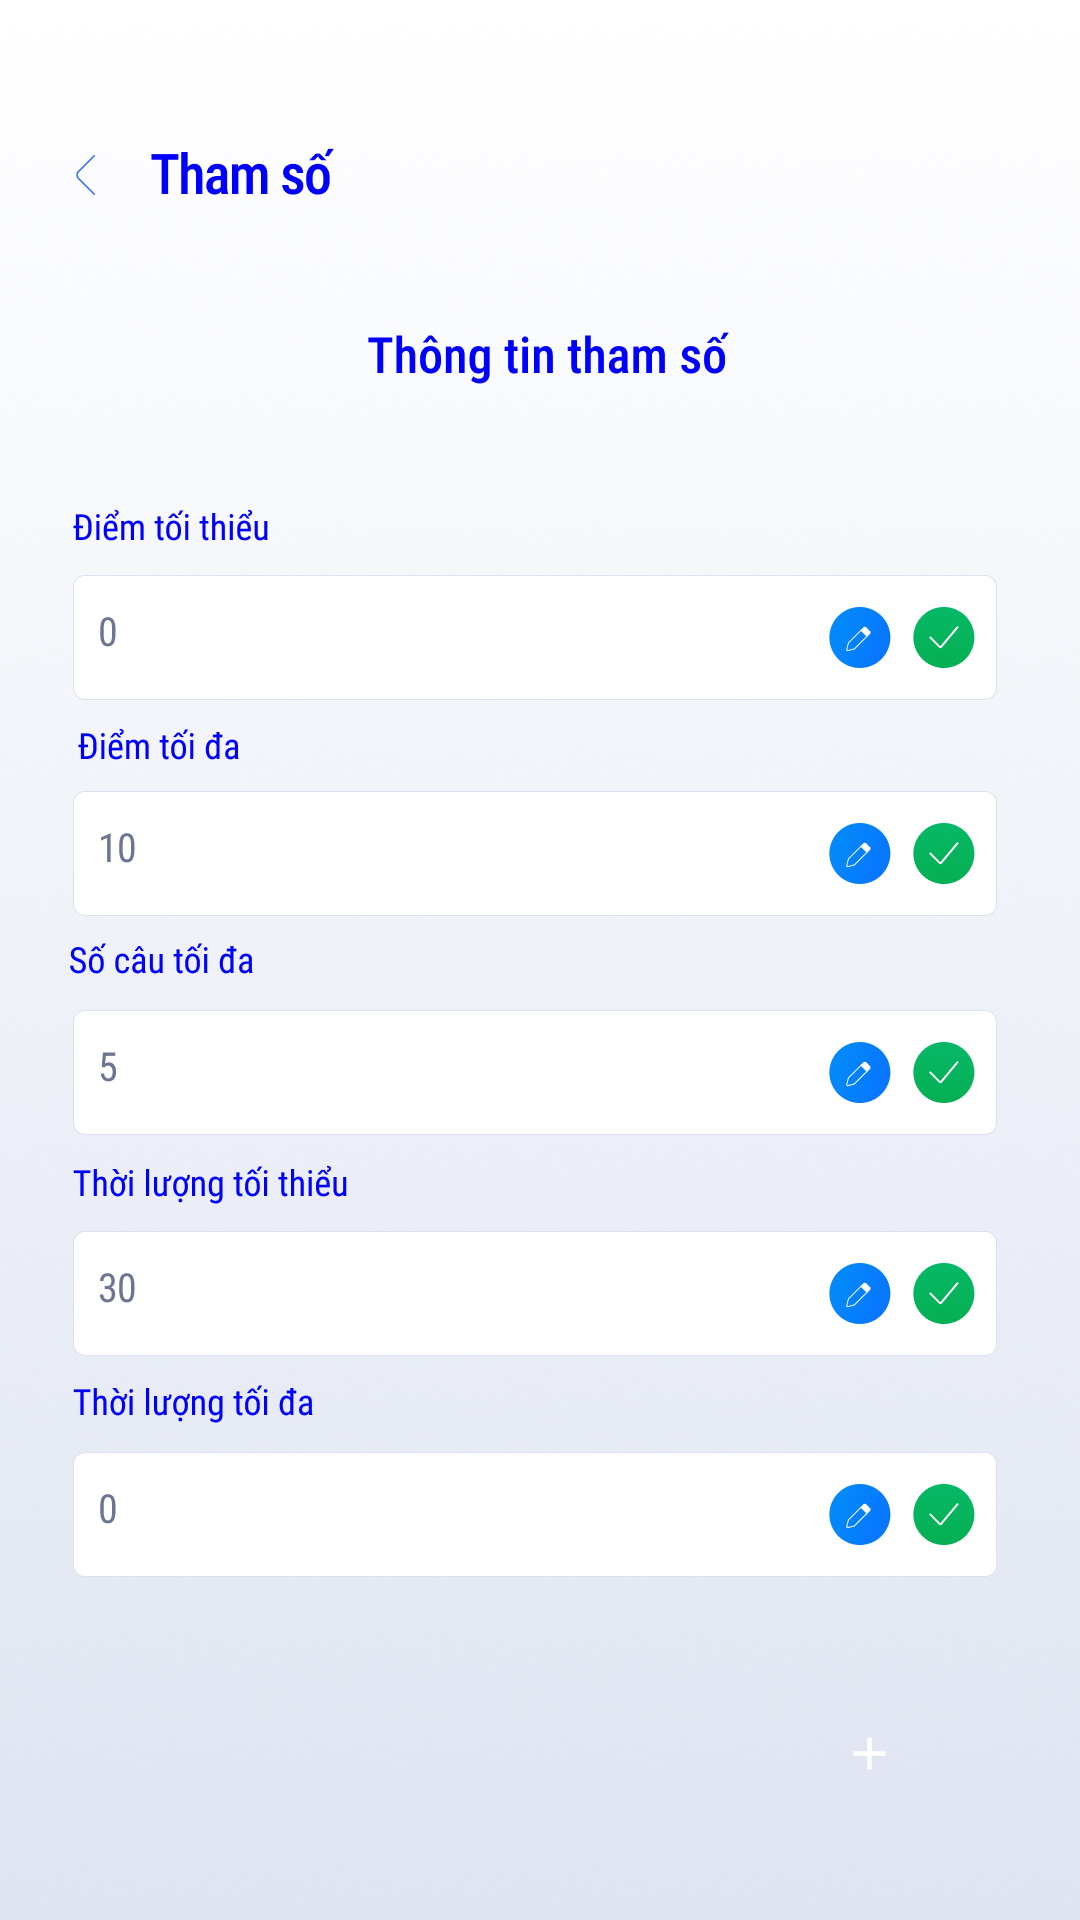 Tham số
Thông tin tham số
Điểm tối thiểu
0
Điểm tối đa
10
Số câu tối đa
5
Thời lượng tối thiểu
30
Thời lượng tối đa
0